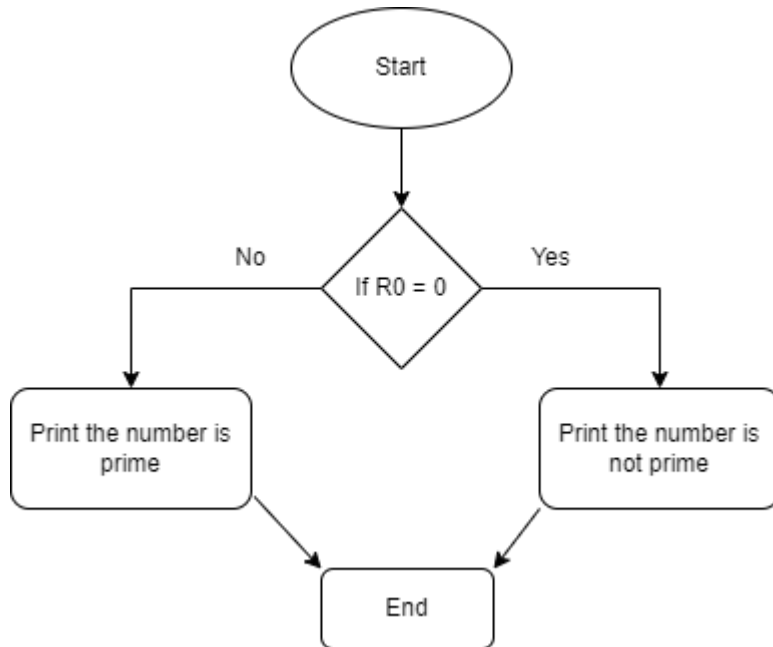 Start
No
Yes
If R0 = 0
Print the number is
prime
Print the number is
not prime
End